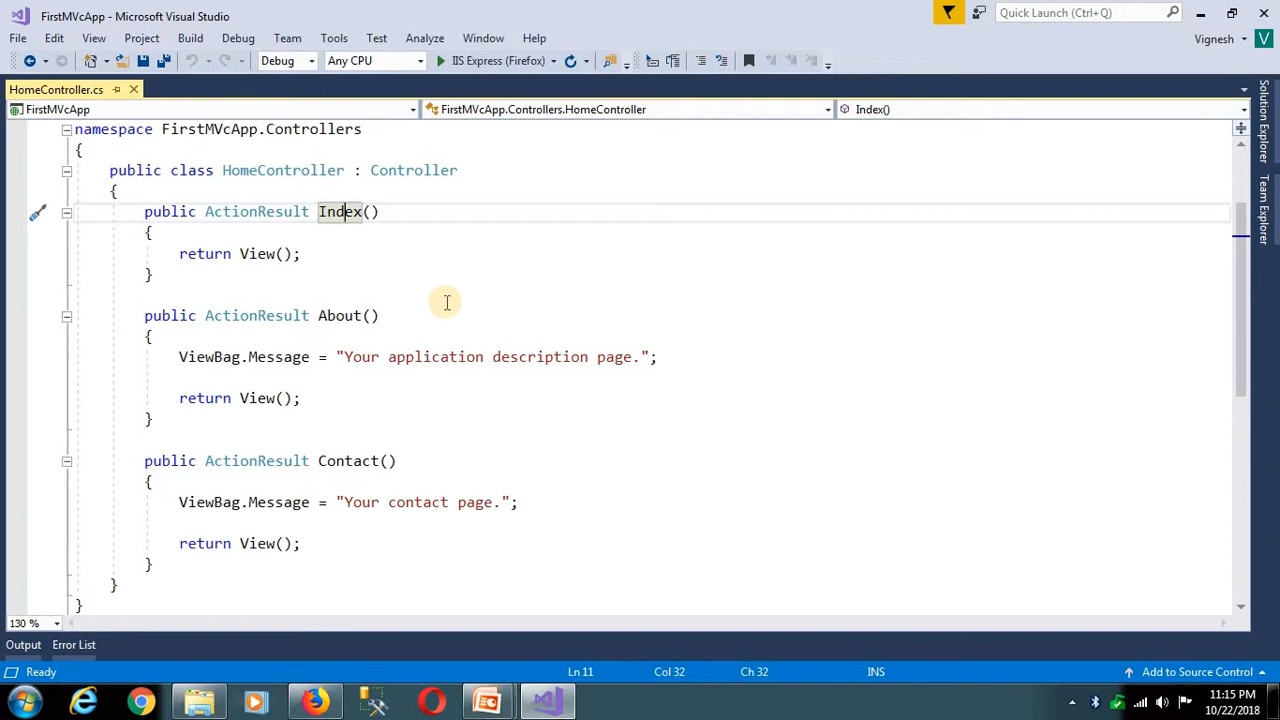 FirstMVcApp - Microsoft Visual Studio
Quick Launch (Ctrl+Q)
File Edit View Project Build Debug Team Tools Test Analyze Window Help
Vignesh V
Debug Any CPU IIS Express (Firefox)
HomeController.cs
FirstMVcApp FirstMVcApp.Controllers.HomeController Index()
namespace FirstMVcApp.Controllers
{
public class HomeController : Controller
{
public ActionResult Index()
{
return View();
}
public ActionResult About()
{
ViewBag.Message = "Your application description page.";
return View();
}
public ActionResult Contact()
{
ViewBag.Message = "Your contact page.";
return View();
}
}
}
Solution Explorer
Team Explorer
130 %
Output Error List
Ready Ln 11 Col 32 Ch 32 INS Add to Source Control
11:15 PM
10/22/2018